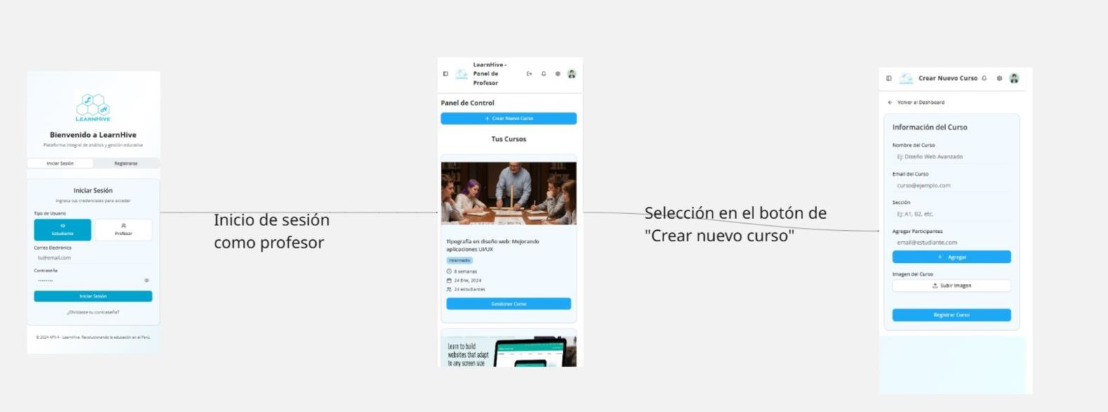 LEARNHIVE
Bienvenido a LearnHive
Plataforma integral de análisis y gestión educativa
Iniciar Sesión
Registrarse
Iniciar Sesión
Ingresa tus credenciales para acceder
Tipo de Usuario
Estudiante
Profesor
Correo Electrónico
tu@email.com
Contraseña
Iniciar Sesión
¿Olvidaste tu contraseña?
LearnHive. Revolucionando la educación en el Perú.
Inicio de sesión
como profesor
LearnHive -
Panel de
Profesor
Panel de Control
+ Crear Nuevo Curso
Tus Cursos
Tipografía en diseño web: Mejorando
aplicaciones UI/UX
Intermedio
8 semanas
24 Ene, 2024
24 estudiantes
Seleccionar Curso
Learn to build
websites that adapt
to any screen size
Selección en el botón de
"Crear nuevo curso"
Crear Nuevo Curso
Volver al Dashboard
Información del Curso
Nombre del Curso
Ej: Diseño Web Avanzado
Email del Curso
curso@ejemplo.com
Sección
Ej: A1, B2, etc.
Agregar Participantes
email@estudiante.com
+ Agregar
Imagen del Curso
Subir Imagen
Registrar Curso